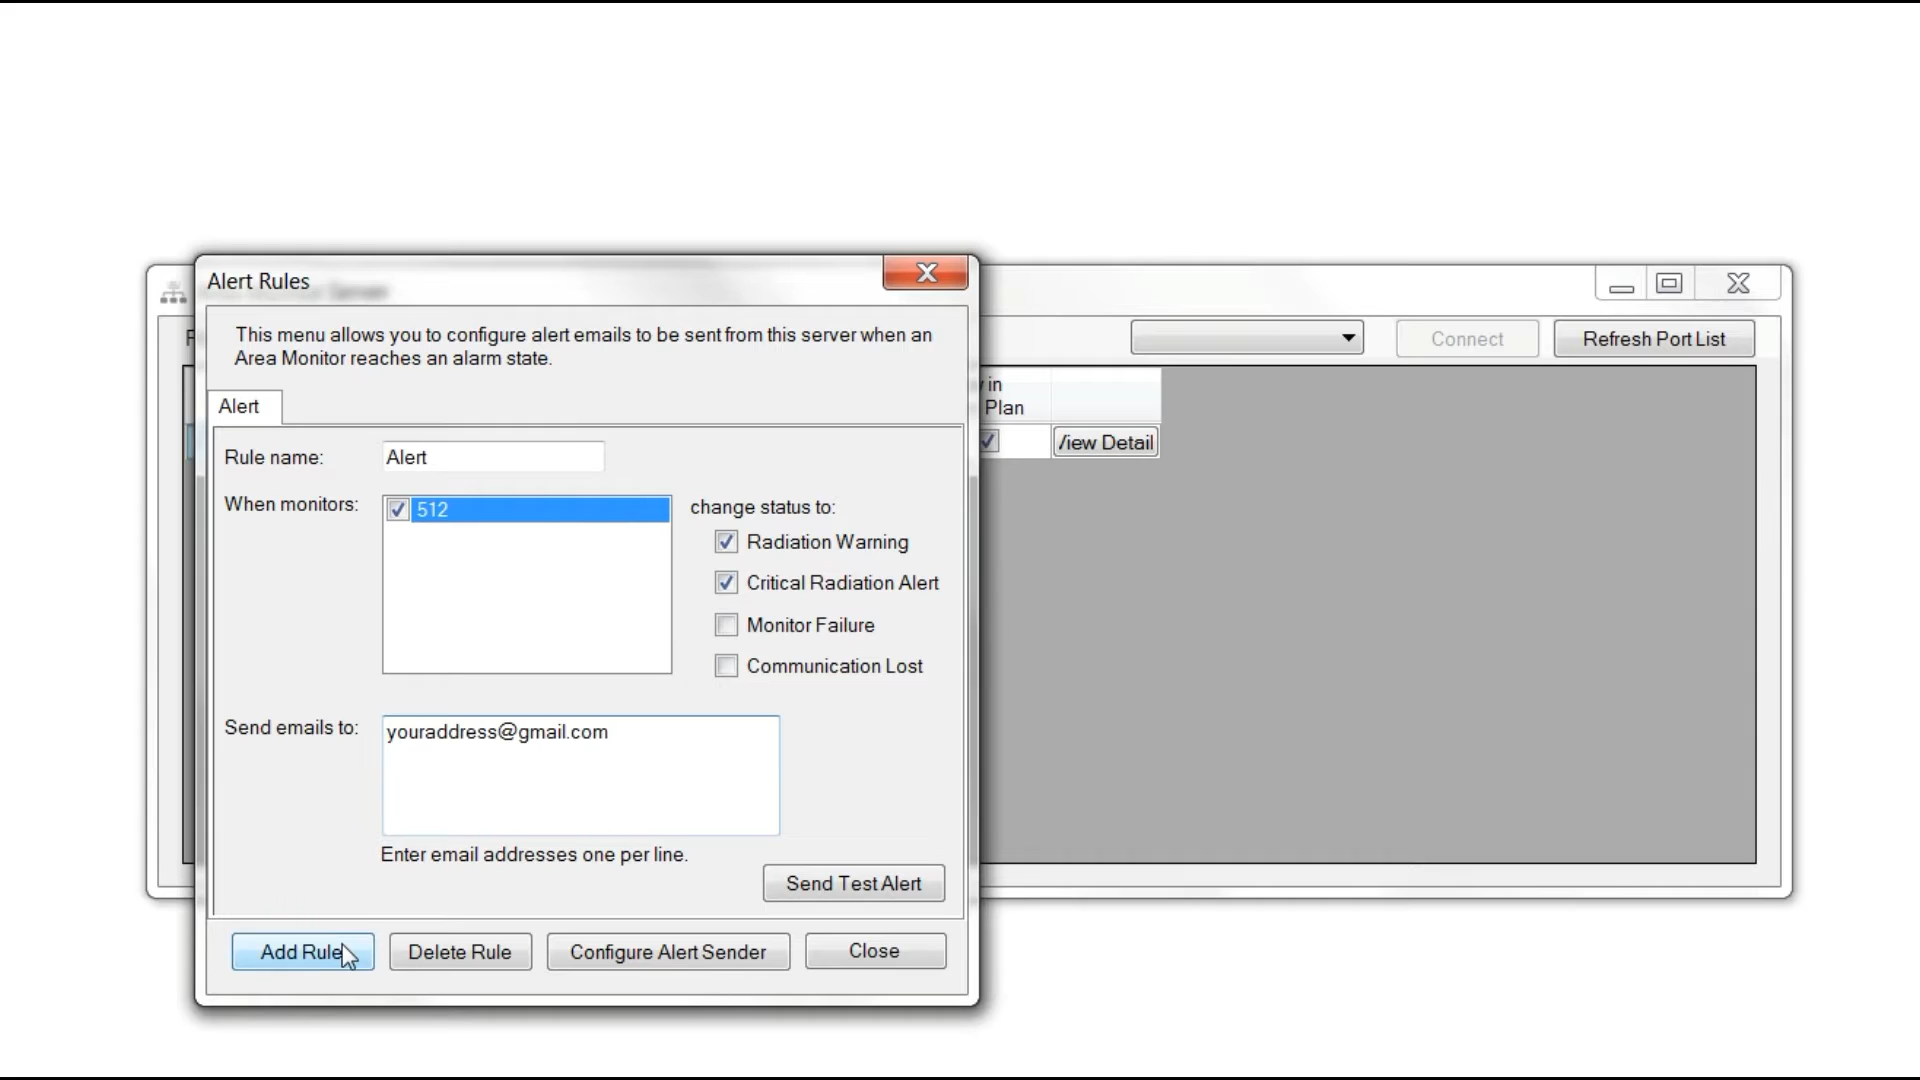 Alert Rules
This menu allows you to configure alert emails to be sent from this server when an
Area Monitor reaches an alarm state.
Connect
Refresh Port List
in
Plan
View Detail
Alert
Rule name:
Alert
When monitors:
512
change status to:
Radiation Warning
Critical Radiation Alert
Monitor Failure
Communication Lost
Send emails to:
youraddress@gmail.com
Enter email addresses one per line.
Send Test Alert
Add Rule
Delete Rule
Configure Alert Sender
Close